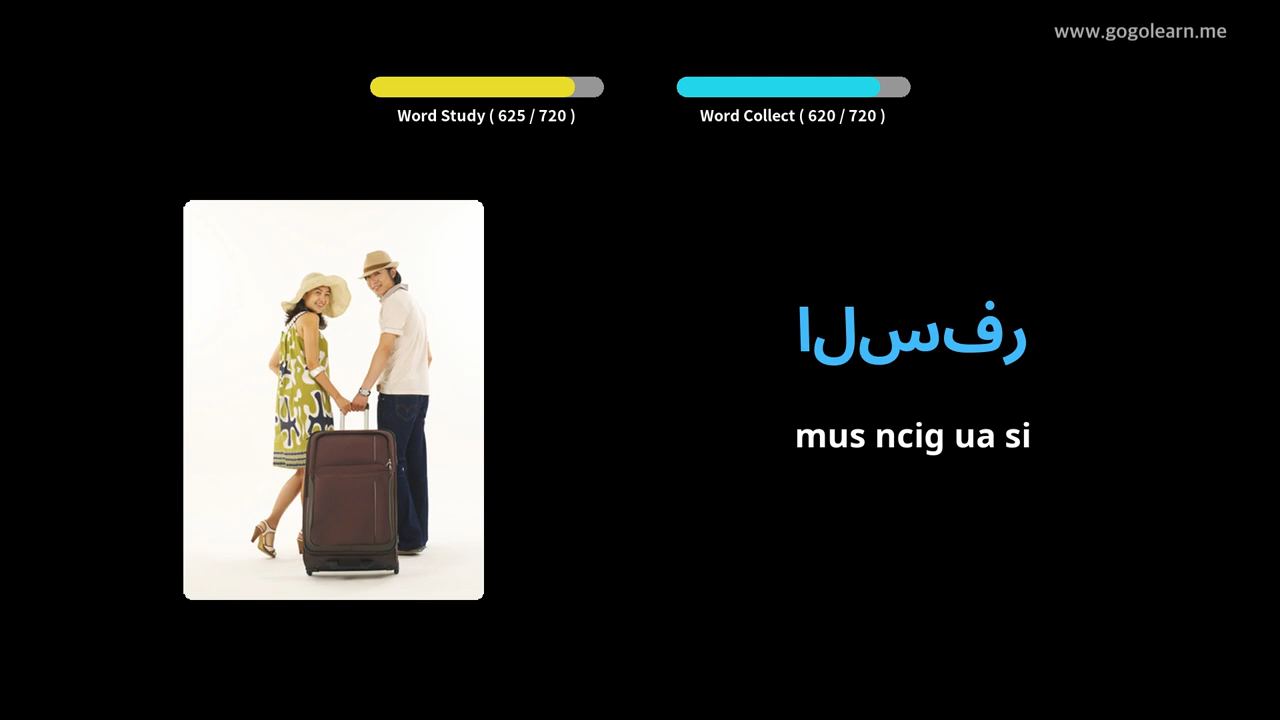 www.gogolearn.me
Word Study ( 625 / 720 )
Word Collect ( 620 / 720 )
السفر
mus ncig ua si